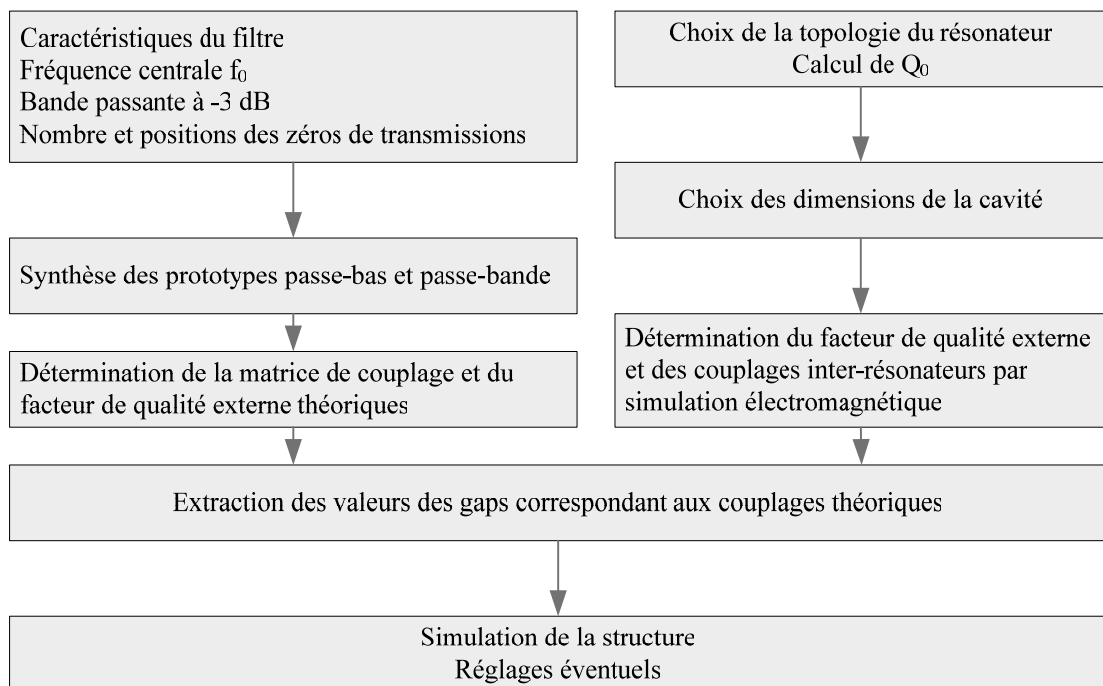 Caractéristiques du filtre
Fréquence centrale f₀
Bande passante à -3 dB
Nombre et positions des zéros de transmissions
Choix de la topologie du résonateur
Calcul de Q₀
Choix des dimensions de la cavité
Synthèse des prototypes passe-bas et passe-bande
Détermination de la matrice de couplage et du
facteur de qualité externe théoriques
Détermination du facteur de qualité externe
et des couplages inter-résonateurs par
simulation électromagnétique
Extraction des valeurs des gaps correspondant aux couplages théoriques
Simulation de la structure
Réglages éventuels